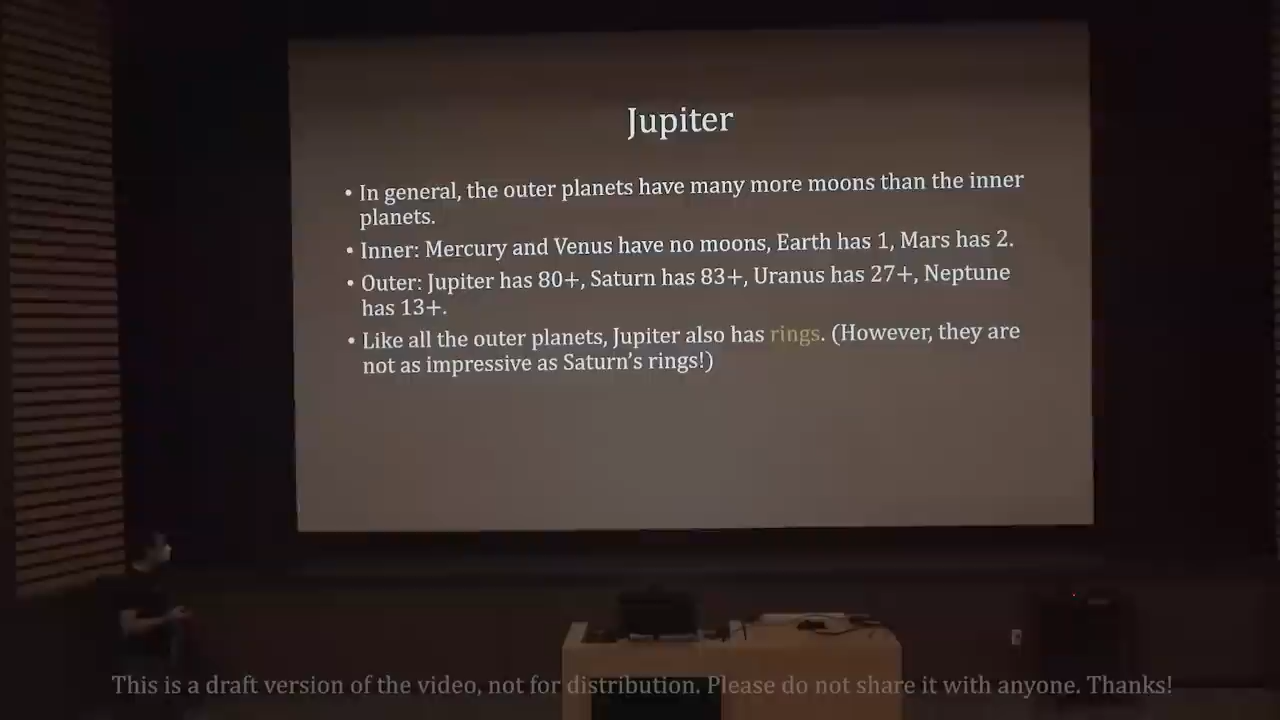 Jupiter
• In general, the outer planets have many more moons than the inner
planets.
• Inner: Mercury and Venus have no moons, Earth has 1, Mars has 2.
• Outer: Jupiter has 80+, Saturn has 83+, Uranus has 27+, Neptune
has 13+.
• Like all the outer planets, Jupiter also has rings. (However, they are
not as impressive as Saturn’s rings!)
This is a draft version of the video, not for distribution. Please do not share it with anyone. Thanks!